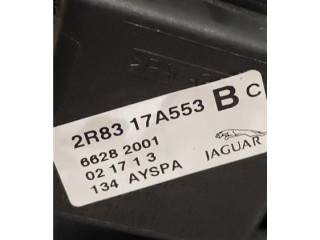 2R83 17A553 B C
6628 2001
02 17 1 3
134 AYSPA
JAGUAR